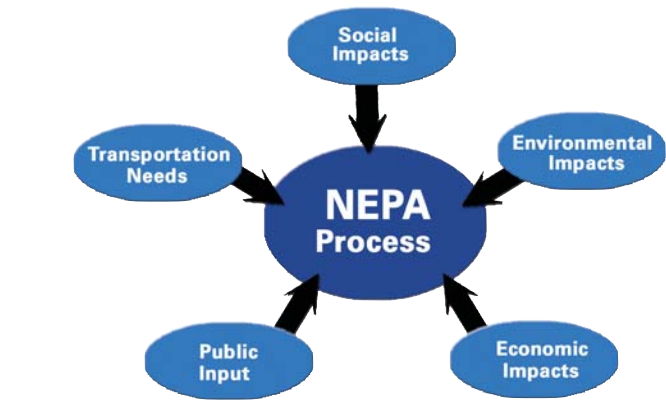 Social
Impacts
Transportation
Needs
Environmental
Impacts
NEPA
Process
Public
Input
Economic
Impacts